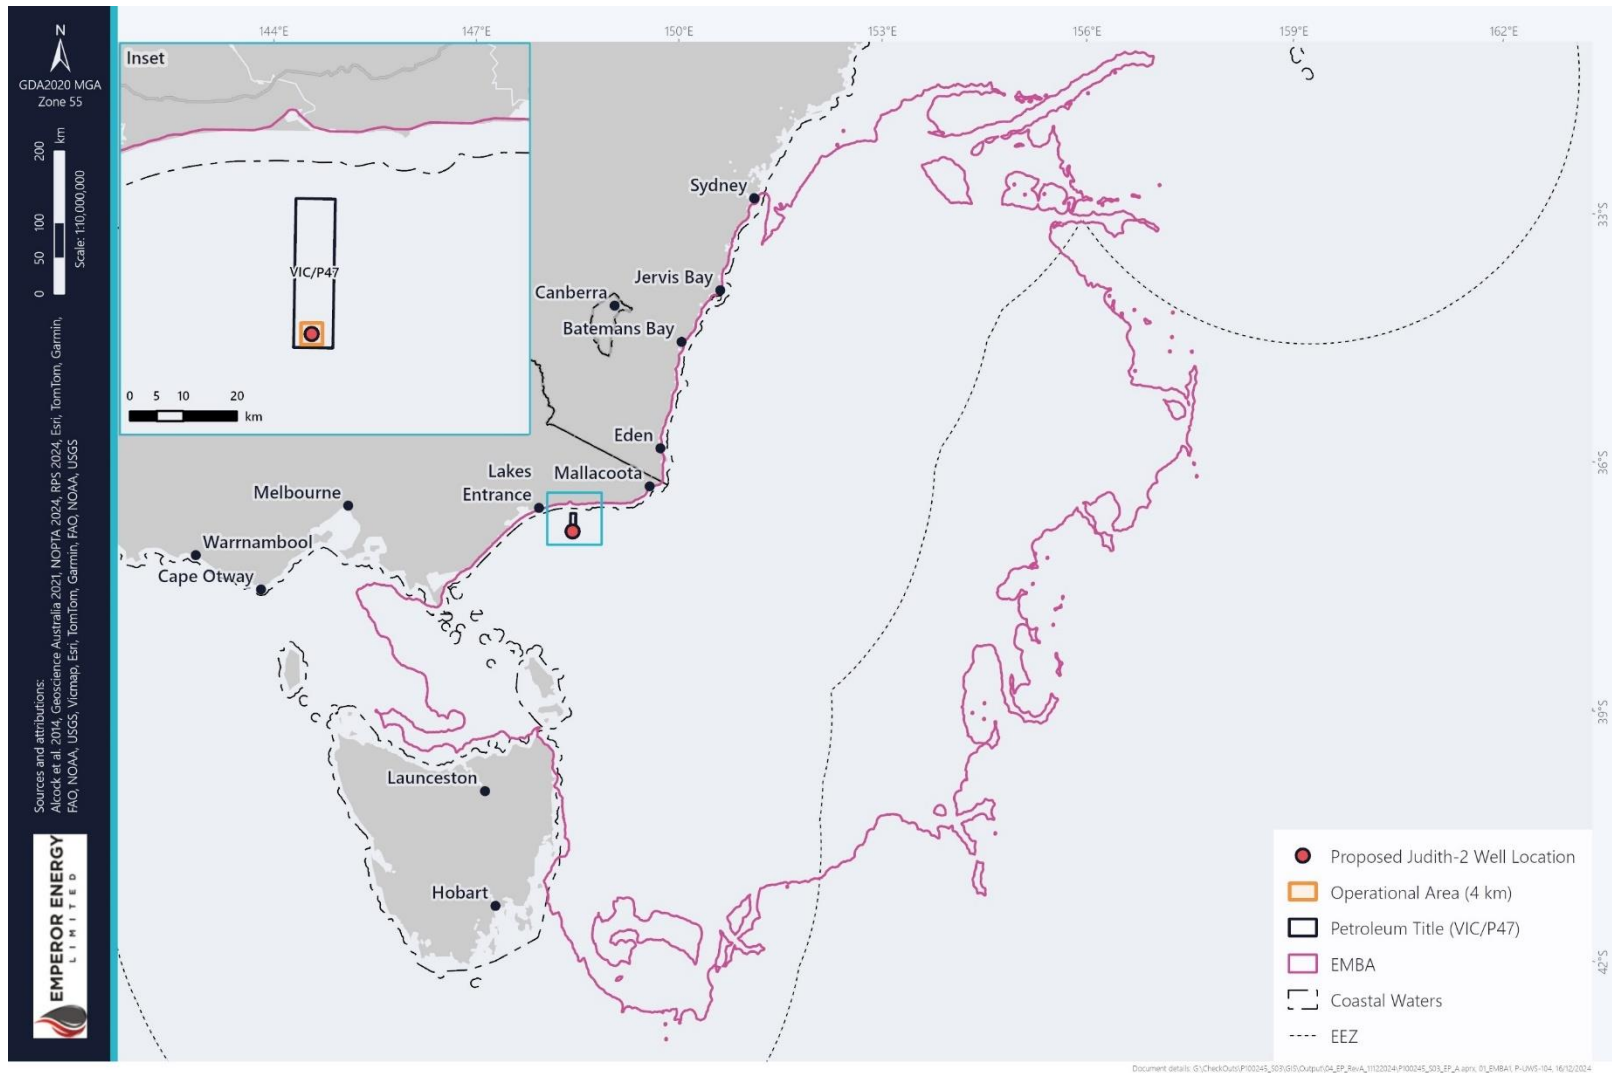 144°E
147°E
150°E
153°E
156°E
159°E
162°E
N
GDA2020 MGA
Zone 55
0 50 100 200
km
Scale: 1:10,000,000
Sources and attributions:
Alcock et al. 2014, Geoscience Australia 2021, NOPTA 2024, RPS 2024, Esri, TomTom, Garmin,
FAO, NOAA, USGS, Vicmap, Esri, TomTom, Garmin, FAO, NOAA, USGS
EMPEROR ENERGY
LIMITED
Inset
VIC/P47
0 5 10 20
km
Sydney
Jervis Bay
Canberra
Batemans Bay
Eden
Lakes
Entrance
Mallacoota
Melbourne
Warrnambool
Cape Otway
Launceston
Hobart
33°S
36°S
39°S
42°S
Proposed Judith-2 Well Location
Operational Area (4 km)
Petroleum Title (VIC/P47)
EMBA
Coastal Waters
EEZ